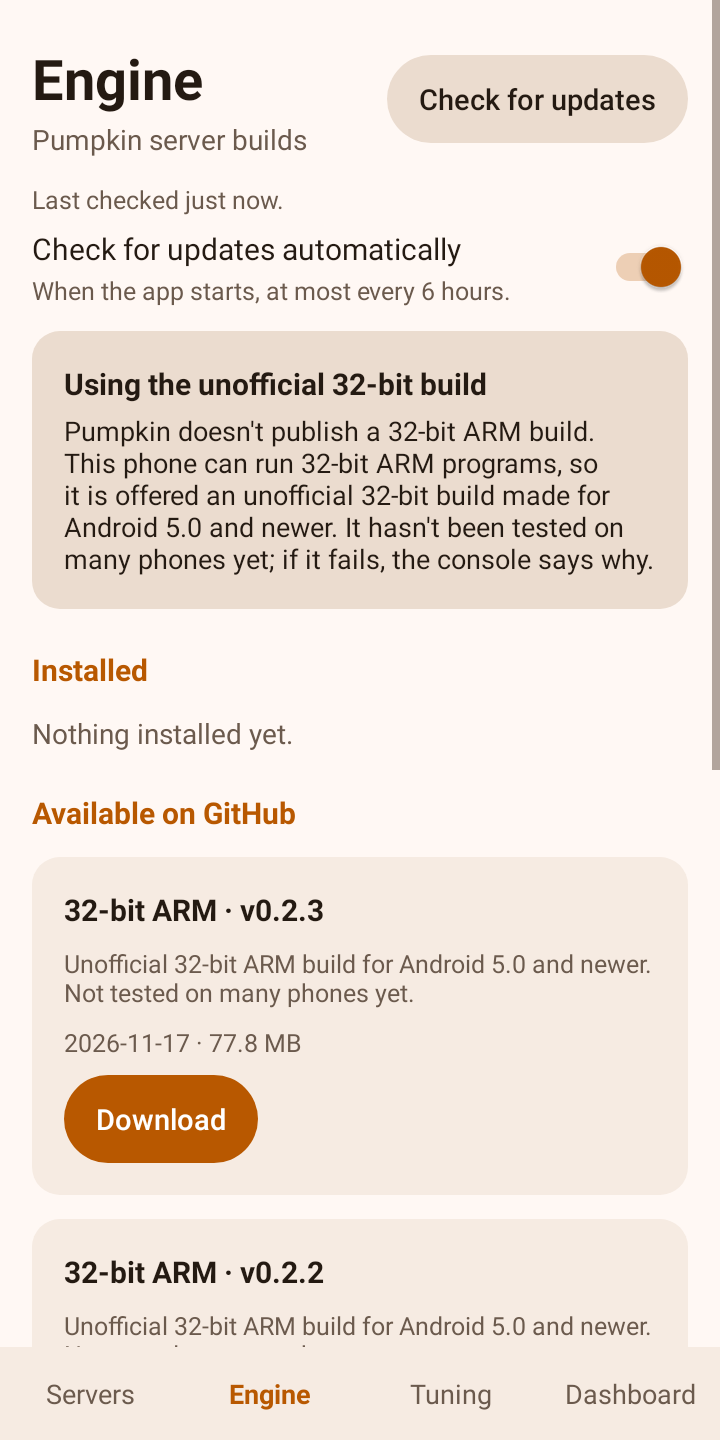 Engine
Check for updates
Pumpkin server builds
Last checked just now.
Check for updates automatically
When the app starts, at most every 6 hours.
Using the unofficial 32-bit build
Pumpkin doesn't publish a 32-bit ARM build.
This phone can run 32-bit ARM programs, so
it is offered an unofficial 32-bit build made for
Android 5.0 and newer. It hasn't been tested on
many phones yet; if it fails, the console says why.
Installed
Nothing installed yet.
Available on GitHub
32-bit ARM · v0.2.3
Unofficial 32-bit ARM build for Android 5.0 and newer.
Not tested on many phones yet.
2026-11-17 · 77.8 MB
Download
32-bit ARM · v0.2.2
Unofficial 32-bit ARM build for Android 5.0 and newer.
Servers
Engine
Tuning
Dashboard